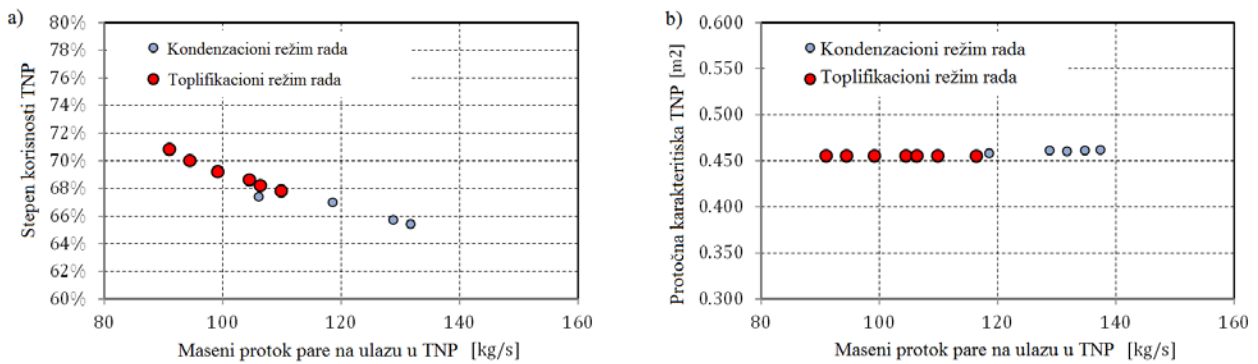 a)
80%
78%
76%
74%
72%
70%
68%
66%
64%
62%
60%
Stepen korisnosti TNP
Kondenzacioni režim rada
Toplifikacioni režim rada
80
100
120
140
160
Maseni protok pare na ulazu u TNP [kg/s]
b)
0.600
0.550
0.500
0.450
0.400
0.350
0.300
Protočna karakteritiska TNP [m2]
Kondenzacioni režim rada
Toplifikacioni režim rada
80
100
120
140
160
Maseni protok pare na ulazu u TNP [kg/s]